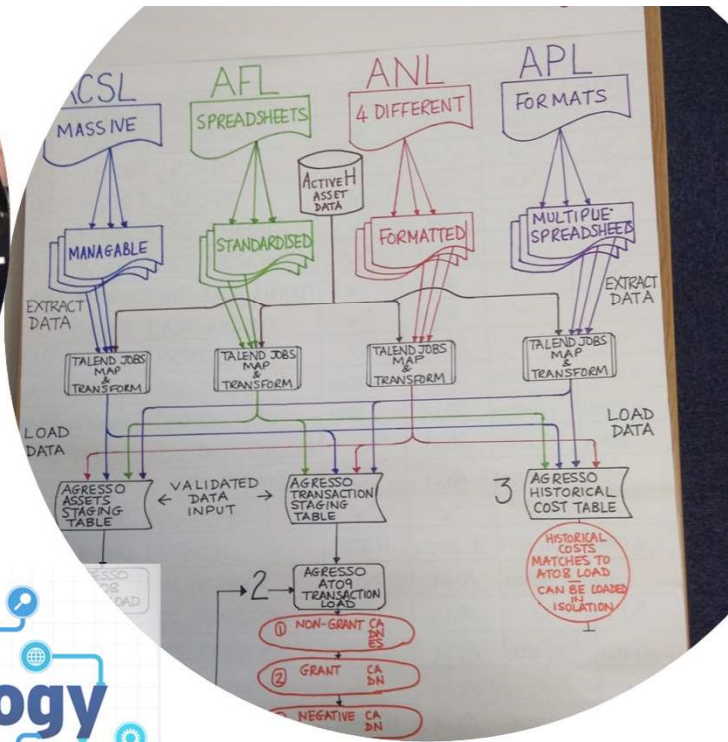 ACSL
AFL
ANL
APL
MASSIVE
SPREADSHEETS
4 DIFFERENT
FORMATS
ACTIVEH
ASSET
DATA
MANAGABLE
STANDARDISED
FORMATTED
MULTIPLE
SPREADSHEETS
EXTRACT
DATA
EXTRACT
DATA
TALEND JOBS
MAP
&
TRANSFORM
TALEND JOBS
MAP
&
TRANSFORM
TALEND JOBS
MAP
&
TRANSFORM
TALEND JOBS
MAP
&
TRANSFORM
LOAD
DATA
LOAD
DATA
AGRESSO
ASSETS
STAGING
TABLE
← VALIDATED →
DATA
INPUT
AGRESSO
TRANSACTION
STAGING
TABLE
3
AGRESSO
HISTORICAL
COST TABLE
HISTORICAL
COSTS
MATCHES TO
AT08 LOAD
—
CAN BE LOADED
IN
ISOLATION
2
AGRESSO
AT09
TRANSACTION
LOAD
① NON-GRANT CA
DN
ES
② GRANT CA
DN
NEGATIVE CA
DN
ogy